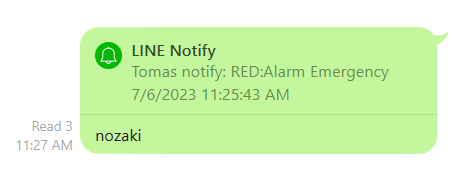 LINE Notify
Tomas notify: RED:Alarm Emergency
7/6/2023 11:25:43 AM
nozaki
Read 3
11:27 AM